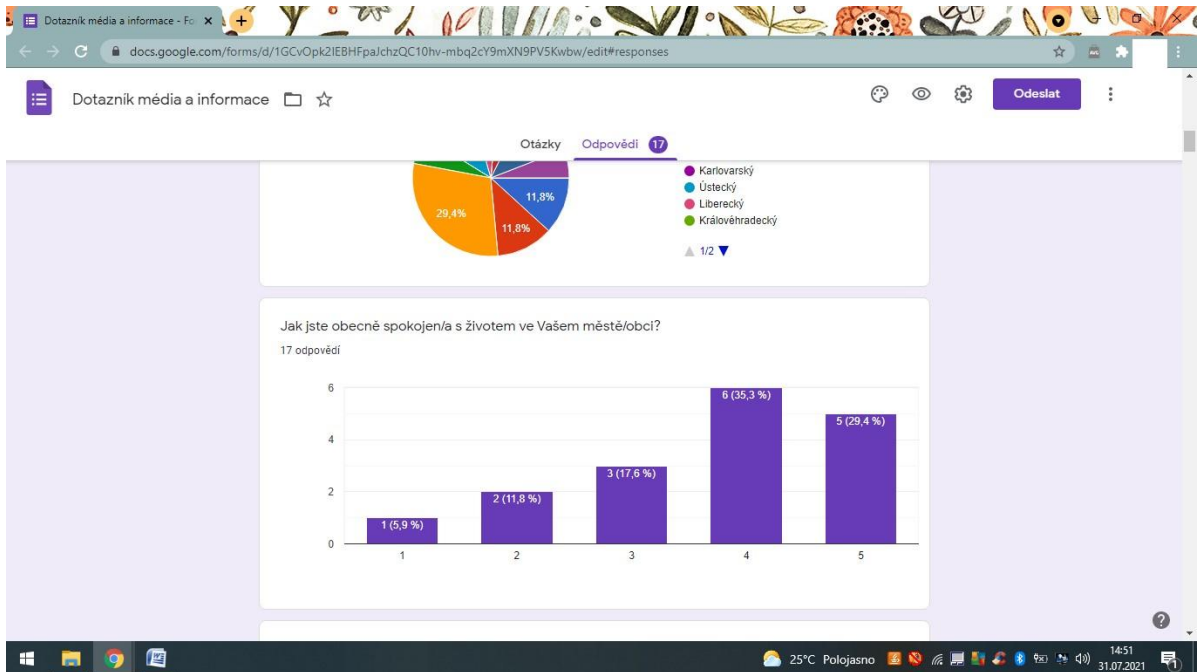 Dotazník média a informace - Fo
docs.google.com/forms/d/1GCvOpk2IEBHFpaJchzQC10hv-mbq2cY9mXN9PV5Kwbw/edit#responses
Dotazník média a informace
Odeslat
Otázky Odpovědi 17
29,4%
11,8%
11,8%
Karlovarský
Ústecký
Liberecký
Královéhradecký
1/2
Jak jste obecně spokojen/a s životem ve Vašem městě/obci?
17 odpovědí
6
4
2
0
1 (5,9 %)
2 (11,8 %)
3 (17,6 %)
6 (35,3 %)
5 (29,4 %)
1 2 3 4 5
25°C Polojasno
14:51
31.07.2021